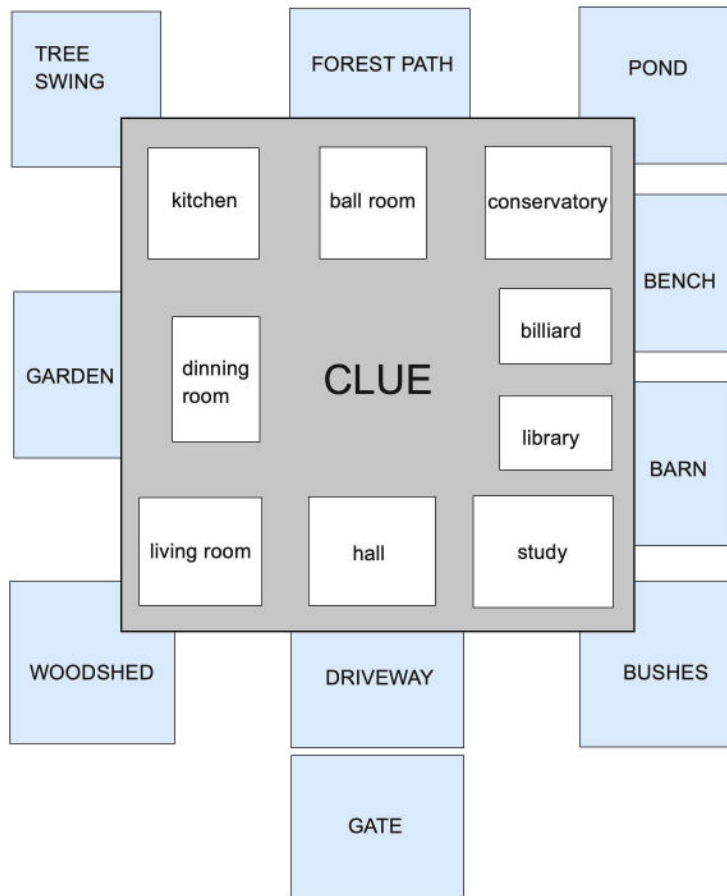 TREE
SWING
FOREST PATH
POND
kitchen
ball room
conservatory
BENCH
billiard
GARDEN
dinning
room
CLUE
library
BARN
living room
hall
study
WOODSHED
DRIVEWAY
BUSHES
GATE